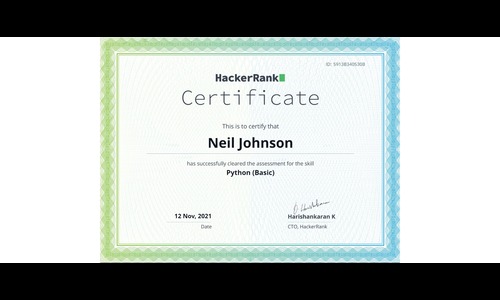 ID: 5913B3405308
HackerRank
Certificate
This is to certify that
Neil Johnson
has successfully cleared the assessment for the skill
Python (Basic)
12 Nov, 2021
Date
Harishankaran K
CTO, HackerRank